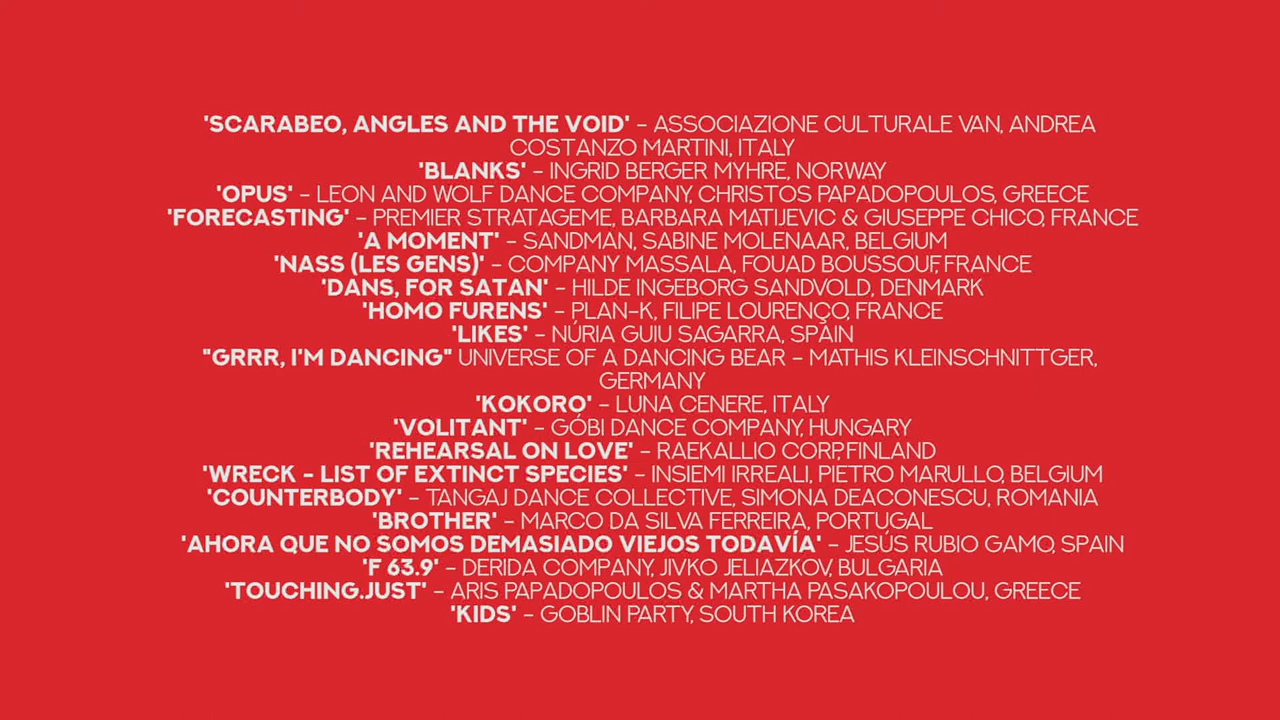 'SCARABEO, ANGLES AND THE VOID' – ASSOCIAZIONE CULTURALE VAN, ANDREA
COSTANZO MARTINI, ITALY
'BLANKS' – INGRID BERGER MYHRE, NORWAY
'OPUS' – LEON AND WOLF DANCE COMPANY, CHRISTOS PAPADOPOULOS, GREECE
'FORECASTING' – PREMIER STRATAGEME, BARBARA MATIJEVIC & GIUSEPPE CHICO, FRANCE
'A MOMENT' – SANDMAN, SABINE MOLENAAR, BELGIUM
'NASS (LES GENS)' – COMPANY MASSALA, FOUAD BOUSSOUF, FRANCE
'DANS, FOR SATAN' – HILDE INGEBORG SANDVOLD, DENMARK
'HOMO FURENS' – PLAN-K, FILIPE LOURENÇO, FRANCE
'LIKES' – NÚRIA GUIU SAGARRA, SPAIN
"GRRR, I'M DANCING" UNIVERSE OF A DANCING BEAR – MATHIS KLEINSCHNITTGER,
GERMANY
'KOKORO' – LUNA CENERE, ITALY
'VOLITANT' – GÓBI DANCE COMPANY, HUNGARY
'REHEARSAL ON LOVE' – RAEKALLIO CORP., FINLAND
'WRECK – LIST OF EXTINCT SPECIES' – INSIEMI IRREALI, PIETRO MARULLO, BELGIUM
'COUNTERBODY' – TANGAJ DANCE COLLECTIVE, SIMONA DEACONESCU, ROMANIA
'BROTHER' – MARCO DA SILVA FERREIRA, PORTUGAL
'AHORA QUE NO SOMOS DEMASIADO VIEJOS TODAVÍA' – JESÚS RUBIO GAMO, SPAIN
'F 63.9' – DERIDA COMPANY, JIVKO JELIAZKOV, BULGARIA
'TOUCHING.JUST' – ARIS PAPADOPOULOS & MARTHA PASAKOPOULOU, GREECE
'KIDS' – GOBLIN PARTY, SOUTH KOREA